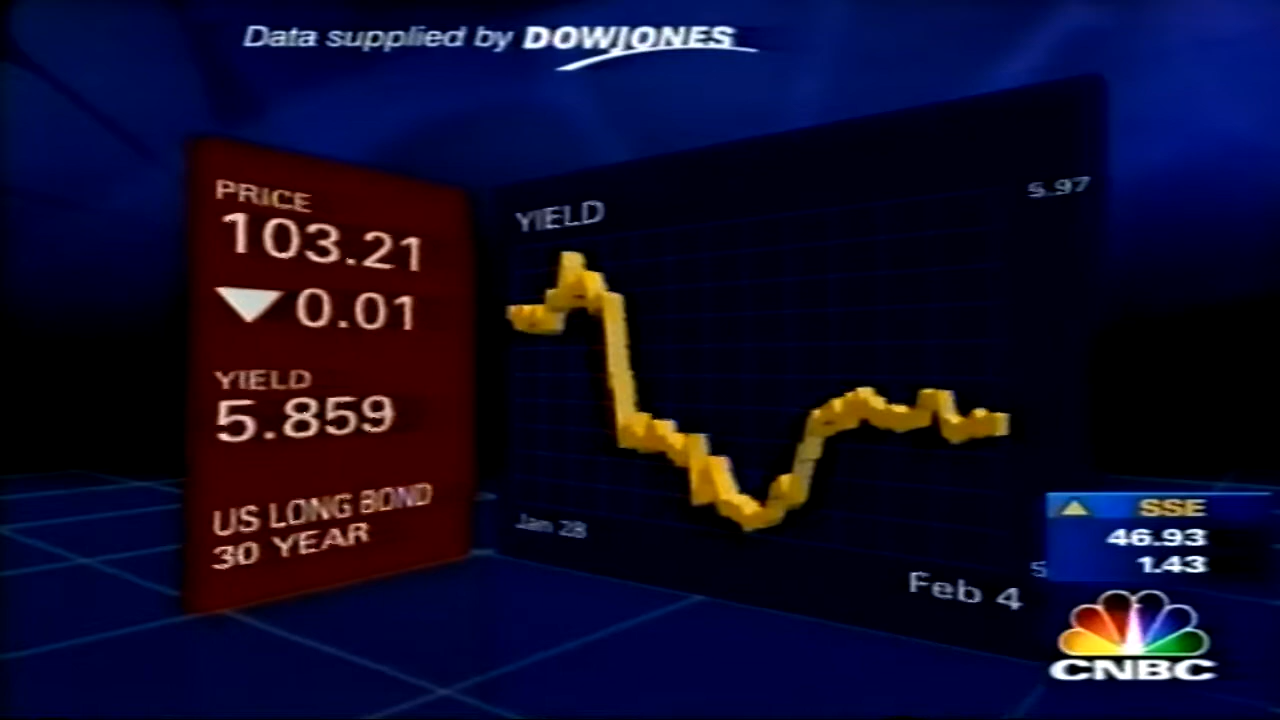 Data supplied by DOWJONES
PRICE
103.21
0.01
YIELD
5.859
US LONG BOND
30 YEAR
YIELD
5.97
Jan 28
Feb 4
5
SSE
46.93
1.43
CNBC